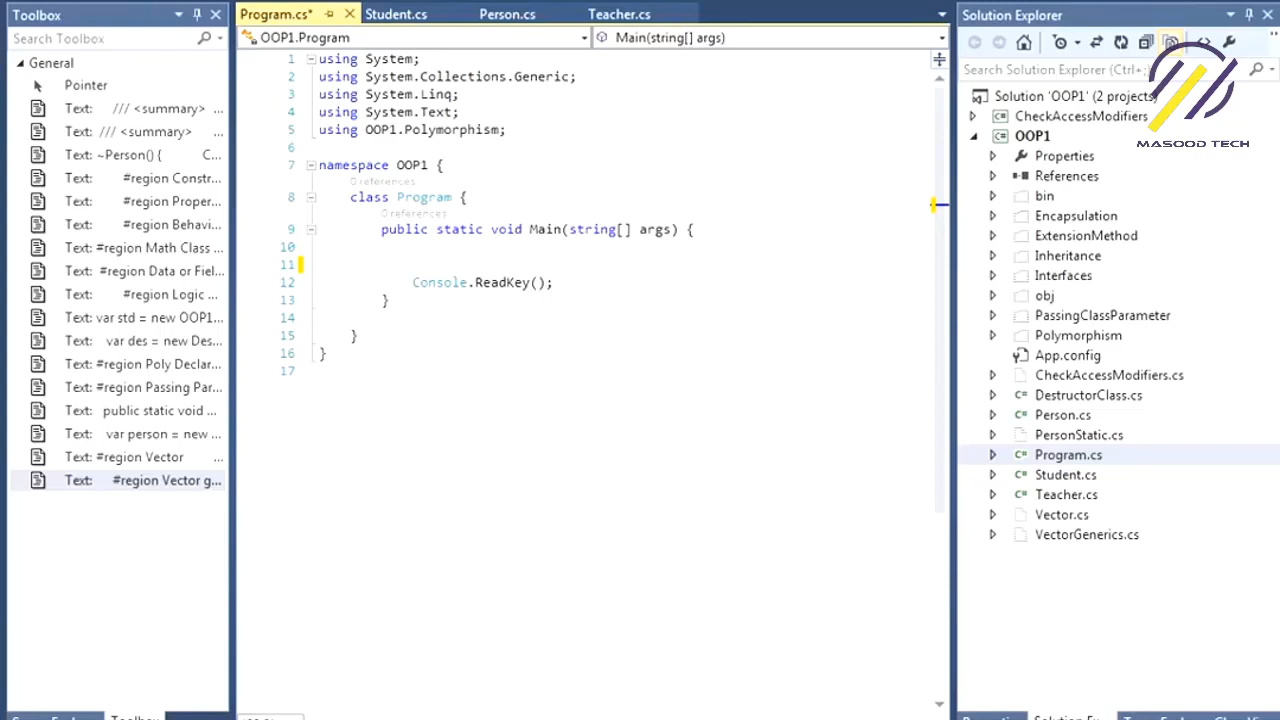 Toolbox
Search Toolbox
General
Pointer
Text: /// <summary> ...
Text: /// <summary> ...
Text: ~Person() { C...
Text: #region Constr...
Text: #region Proper...
Text: #region Behavi...
Text: #region Math Class ...
Text: #region Data or Fiel...
Text: #region Logic ...
Text: var std = new OOP1...
Text: var des = new Des...
Text: #region Poly Declar...
Text: #region Passing Par...
Text: public static void ...
Text: var person = new ...
Text: #region Vector ...
Text: #region Vector g...
Program.cs*
Student.cs
Person.cs
Teacher.cs
OOP1.Program
Main(string[] args)
1 using System;
2 using System.Collections.Generic;
3 using System.Linq;
4 using System.Text;
5 using OOP1.Polymorphism;
6
7 namespace OOP1 {
0 references
8 class Program {
0 references
9 public static void Main(string[] args) {
10
11
12 Console.ReadKey();
13 }
14
15 }
16 }
17
Solution Explorer
Search Solution Explorer (Ctrl+;
MASOOD TECH
Solution 'OOP1' (2 projects)
CheckAccessModifiers
OOP1
Properties
References
bin
Encapsulation
ExtensionMethod
Inheritance
Interfaces
obj
PassingClassParameter
Polymorphism
App.config
CheckAccessModifiers.cs
DestructorClass.cs
Person.cs
PersonStatic.cs
Program.cs
Student.cs
Teacher.cs
Vector.cs
VectorGenerics.cs